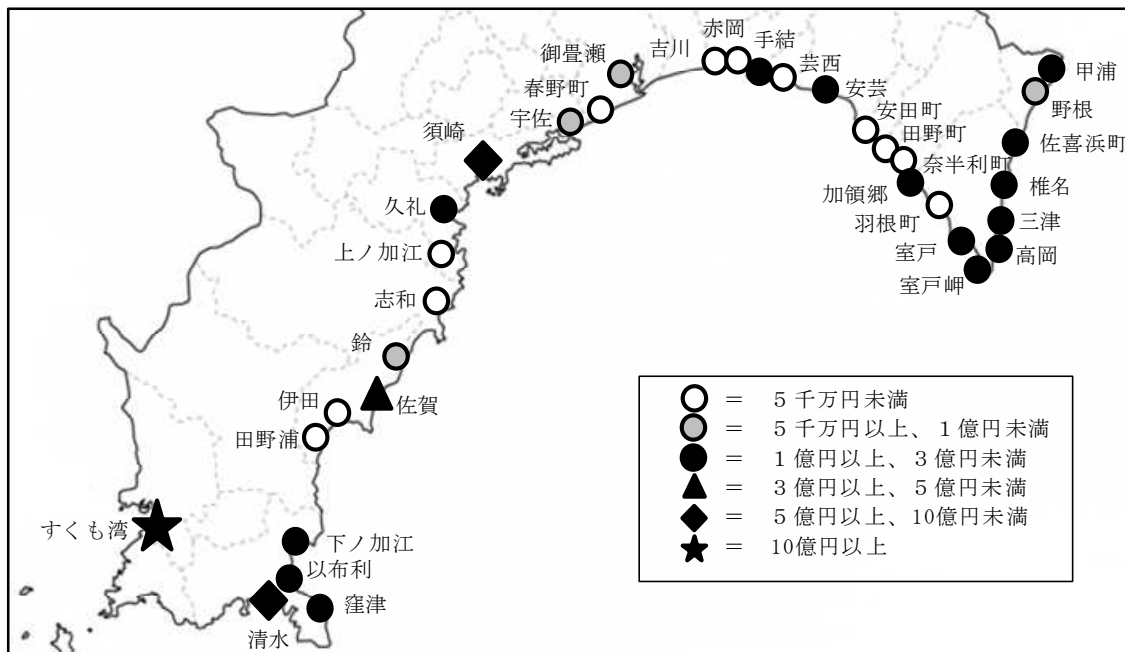 赤岡
手結
吉川
御畳瀬
芸西
甲浦
春野町
安芸
野根
宇佐
安田町
須崎
田野町
佐喜浜町
奈半利町
加領郷
椎名
久礼
羽根町
三津
室戸
高岡
上ノ加江
室戸岬
志和
鈴
伊田
佐賀
田野浦
すくも湾
下ノ加江
以布利
窪津
清水
＝ ５千万円未満
＝ ５千万円以上、１億円未満
＝ １億円以上、３億円未満
＝ ３億円以上、５億円未満
＝ ５億円以上、10億円未満
＝ 10億円以上